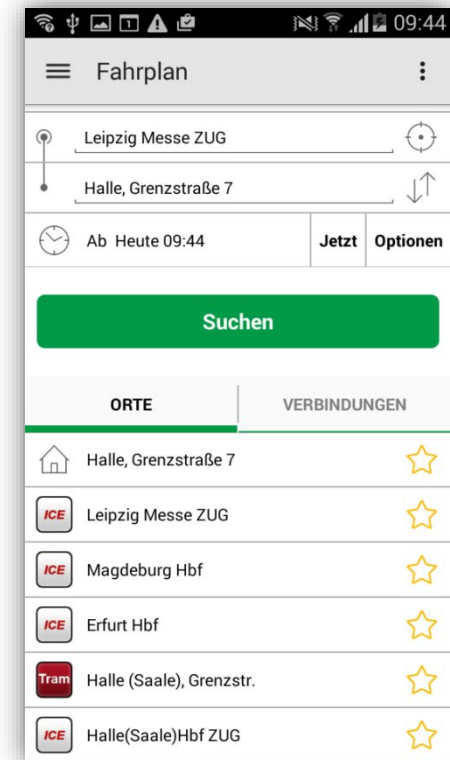 1 09:44
Fahrplan
Leipzig Messe ZUG
Halle, Grenzstraße 7
Ab Heute 09:44 Jetzt Optionen
Suchen
ORTE VERBINDUNGEN
Halle, Grenzstraße 7
ICE Leipzig Messe ZUG
ICE Magdeburg Hbf
ICE Erfurt Hbf
Tram Halle (Saale), Grenzstr.
ICE Halle(Saale)Hbf ZUG